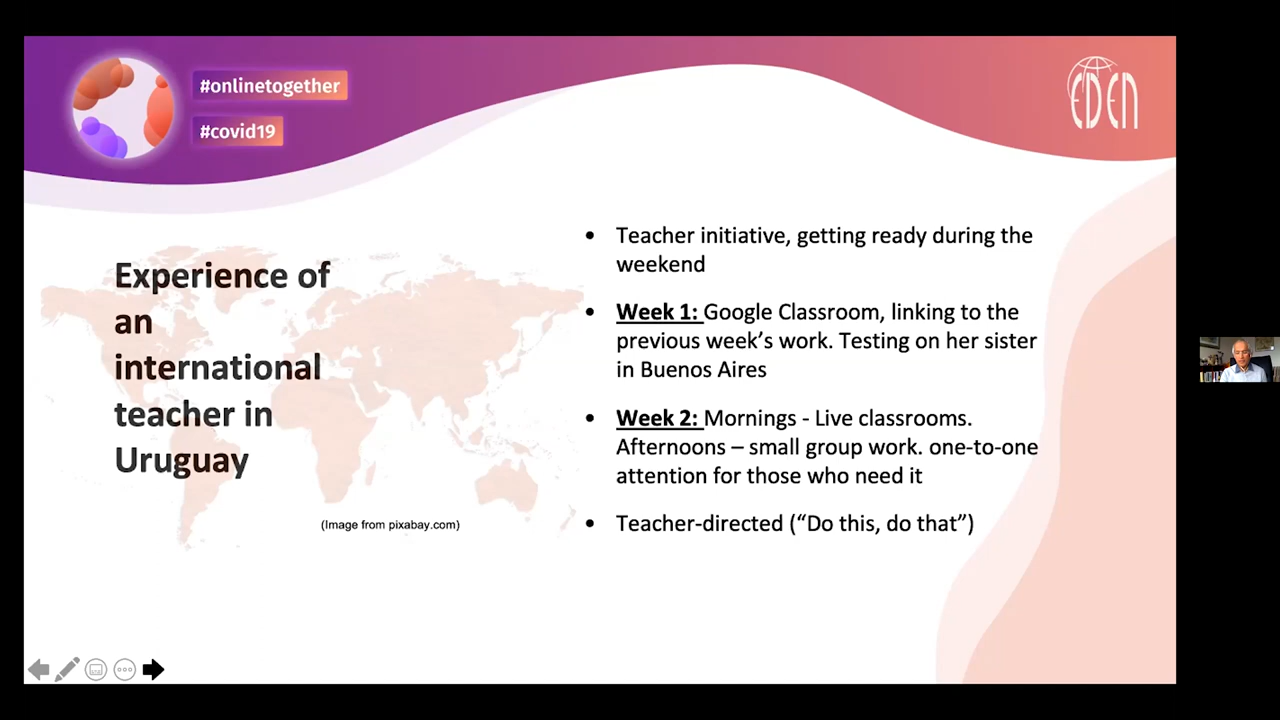 #onlinetogether
#covid19
EDEN
Experience of
an
international
teacher in
Uruguay
(Image from pixabay.com)
• Teacher initiative, getting ready during the
weekend
• Week 1: Google Classroom, linking to the
previous week’s work. Testing on her sister
in Buenos Aires
• Week 2: Mornings - Live classrooms.
Afternoons – small group work. one-to-one
attention for those who need it
• Teacher-directed (“Do this, do that”)